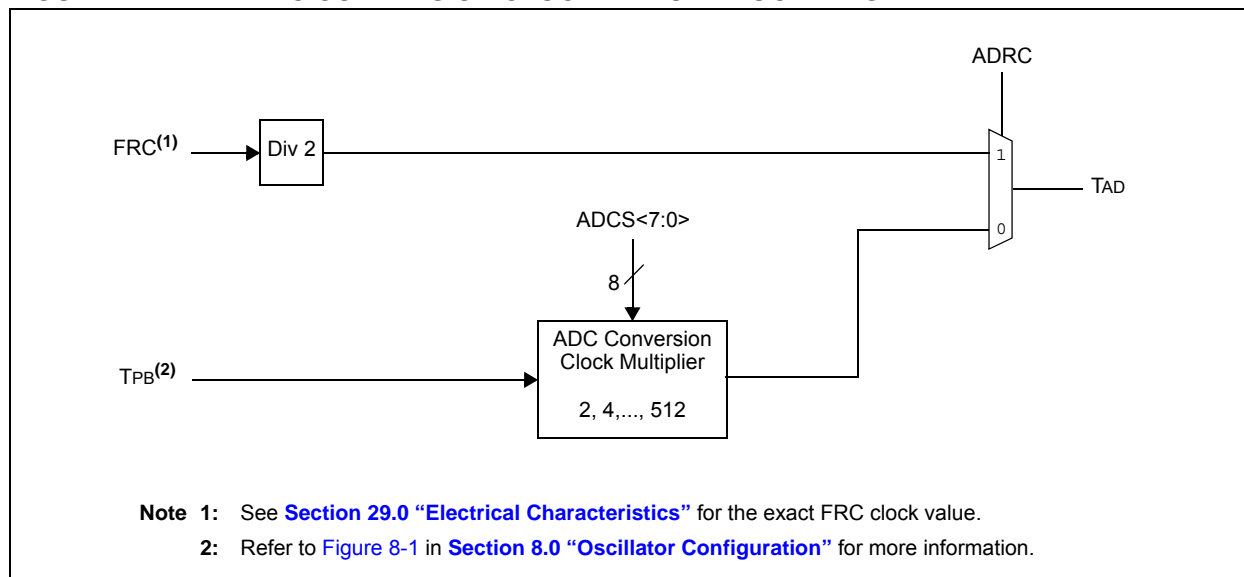 ADRC
FRC(1)
Div 2
1
TAD
ADCS<7:0>
0
8
ADC Conversion
Clock Multiplier
TPB(2)
2, 4,..., 512
Note 1: See Section 29.0 “Electrical Characteristics” for the exact FRC clock value.
2: Refer to Figure 8-1 in Section 8.0 “Oscillator Configuration” for more information.